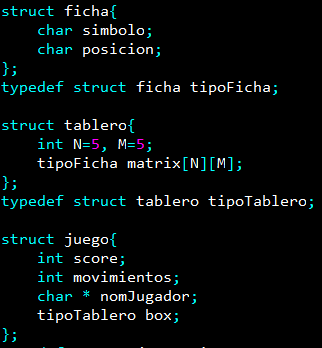 struct ficha{
    char simbolo;
    char posicion;
};
typedef struct ficha tipoFicha;

struct tablero{
    int N=5, M=5;
    tipoFicha matrix[N][M];
};
typedef struct tablero tipoTablero;

struct juego{
    int score;
    int movimientos;
    char * nomJugador;
    tipoTablero box;
};